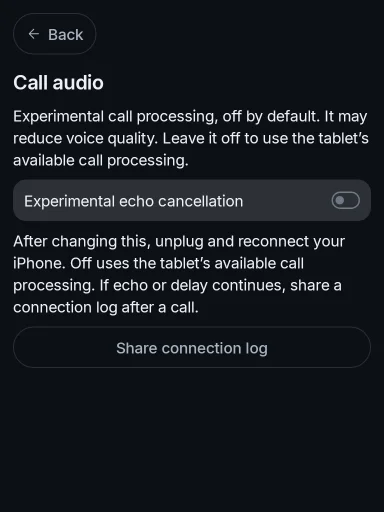 Back
Call audio
Experimental call processing, off by default. It may
reduce voice quality. Leave it off to use the tablet’s
available call processing.
Experimental echo cancellation
After changing this, unplug and reconnect your
iPhone. Off uses the tablet’s available call
processing. If echo or delay continues, share a
connection log after a call.
Share connection log